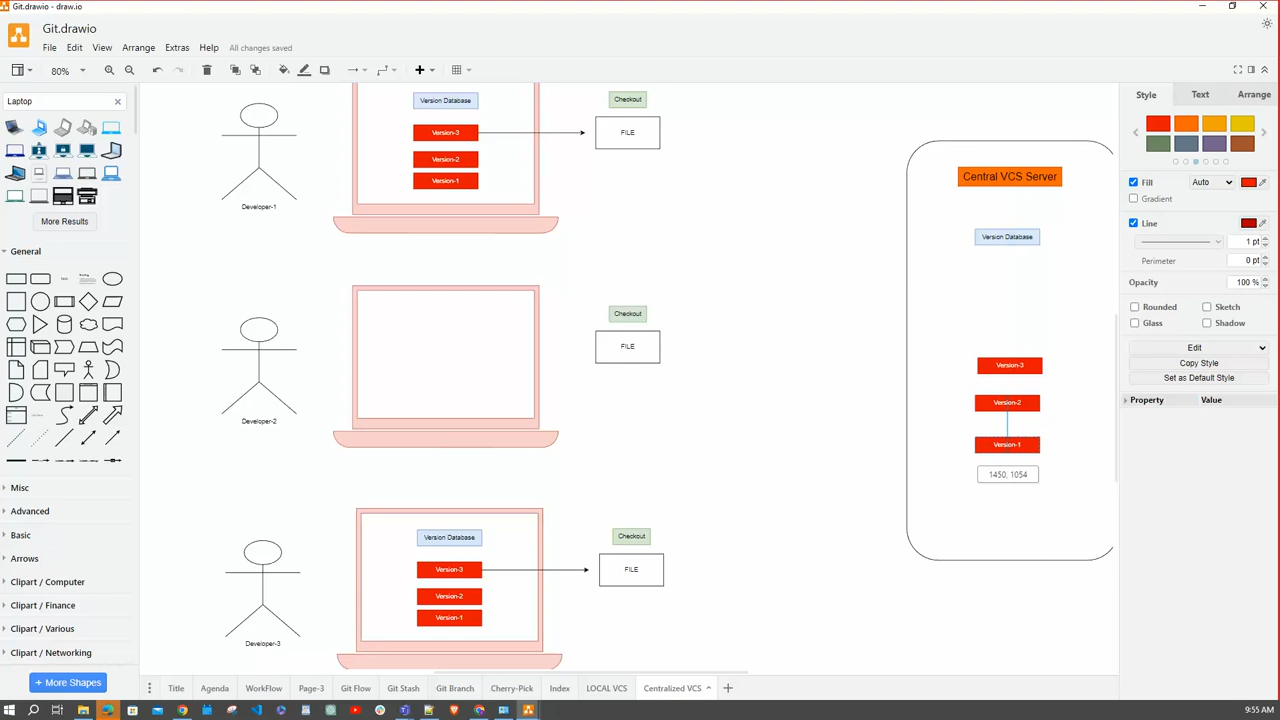 Git.drawio - draw.io
Git.drawio
File Edit View Arrange Extras Help All changes saved
80%
Laptop
More Results
General
Misc
Advanced
Basic
Arrows
Clipart / Computer
Clipart / Finance
Clipart / Various
Clipart / Networking
+ More Shapes
Version Database
Checkout
Version-3
FILE
Version-2
Version-1
Developer-1
Checkout
FILE
Developer-2
Version Database
Checkout
Version-3
FILE
Version-2
Version-1
Developer-3
Central VCS Server
Version Database
Version-3
Version-2
Version-1
1450, 1054
Style Text Arrange
Fill Auto
Gradient
Line
1 pt
Perimeter 0 pt
Opacity 100 %
Rounded Sketch
Glass Shadow
Edit
Copy Style
Set as Default Style
Property Value
Title Agenda WorkFlow Page-3 Git Flow Git Stash Git Branch Cherry-Pick Index LOCAL VCS Centralized VCS
9:55 AM